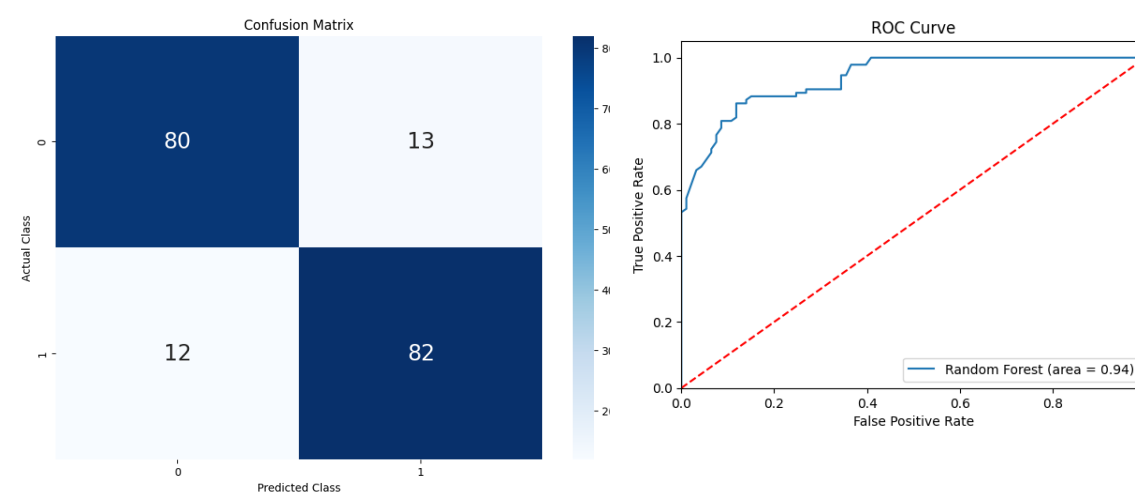 Confusion Matrix
0
80
13
Actual Class
1
12
82
0
1
Predicted Class
ROC Curve
1.0
0.8
0.6
0.4
0.2
0.0
True Positive Rate
Random Forest (area = 0.94)
0.0
0.2
0.4
0.6
0.8
False Positive Rate